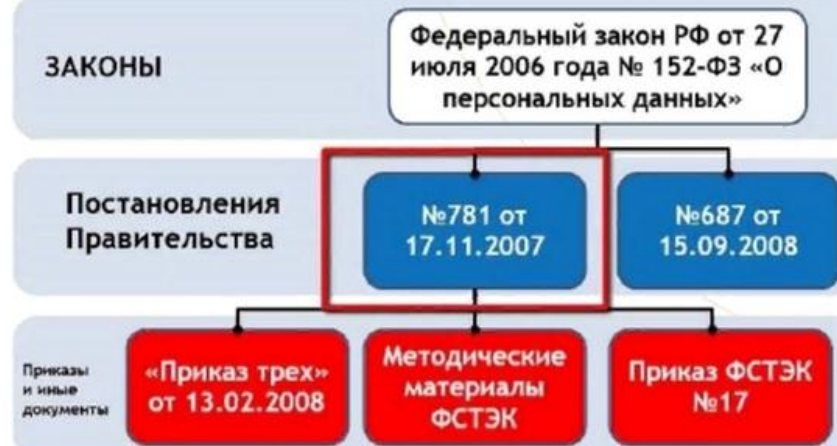 ЗАКОНЫ
Федеральный закон РФ от 27
июля 2006 года № 152-ФЗ «О
персональных данных»
Постановления
Правительства
№781 от
17.11.2007
№687 от
15.09.2008
Приказы
и иные
документы
«Приказ трех»
от 13.02.2008
Методические
материалы
ФСТЭК
Приказ ФСТЭК
№17